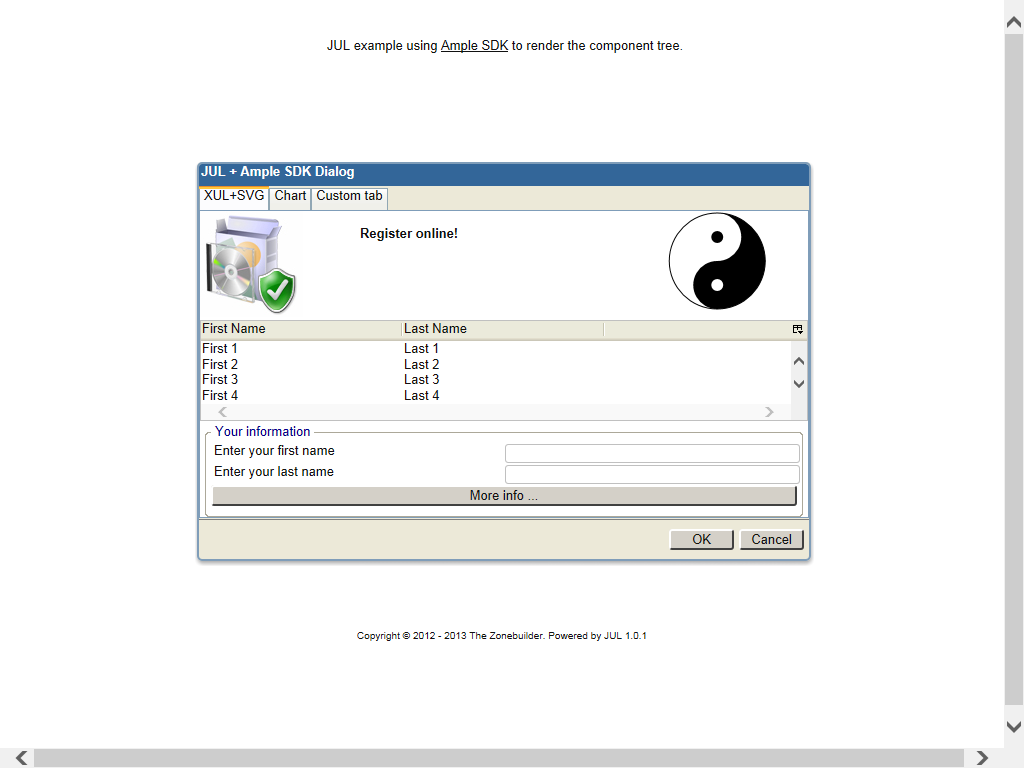 JUL example using Ample SDK to render the component tree.
JUL + Ample SDK Dialog
XUL+SVG Chart Custom tab
Register online!
First Name Last Name
First 1 Last 1
First 2 Last 2
First 3 Last 3
First 4 Last 4
Your information
Enter your first name
Enter your last name
More info ...
OK Cancel
Copyright © 2012 - 2013 The Zonebuilder. Powered by JUL 1.0.1